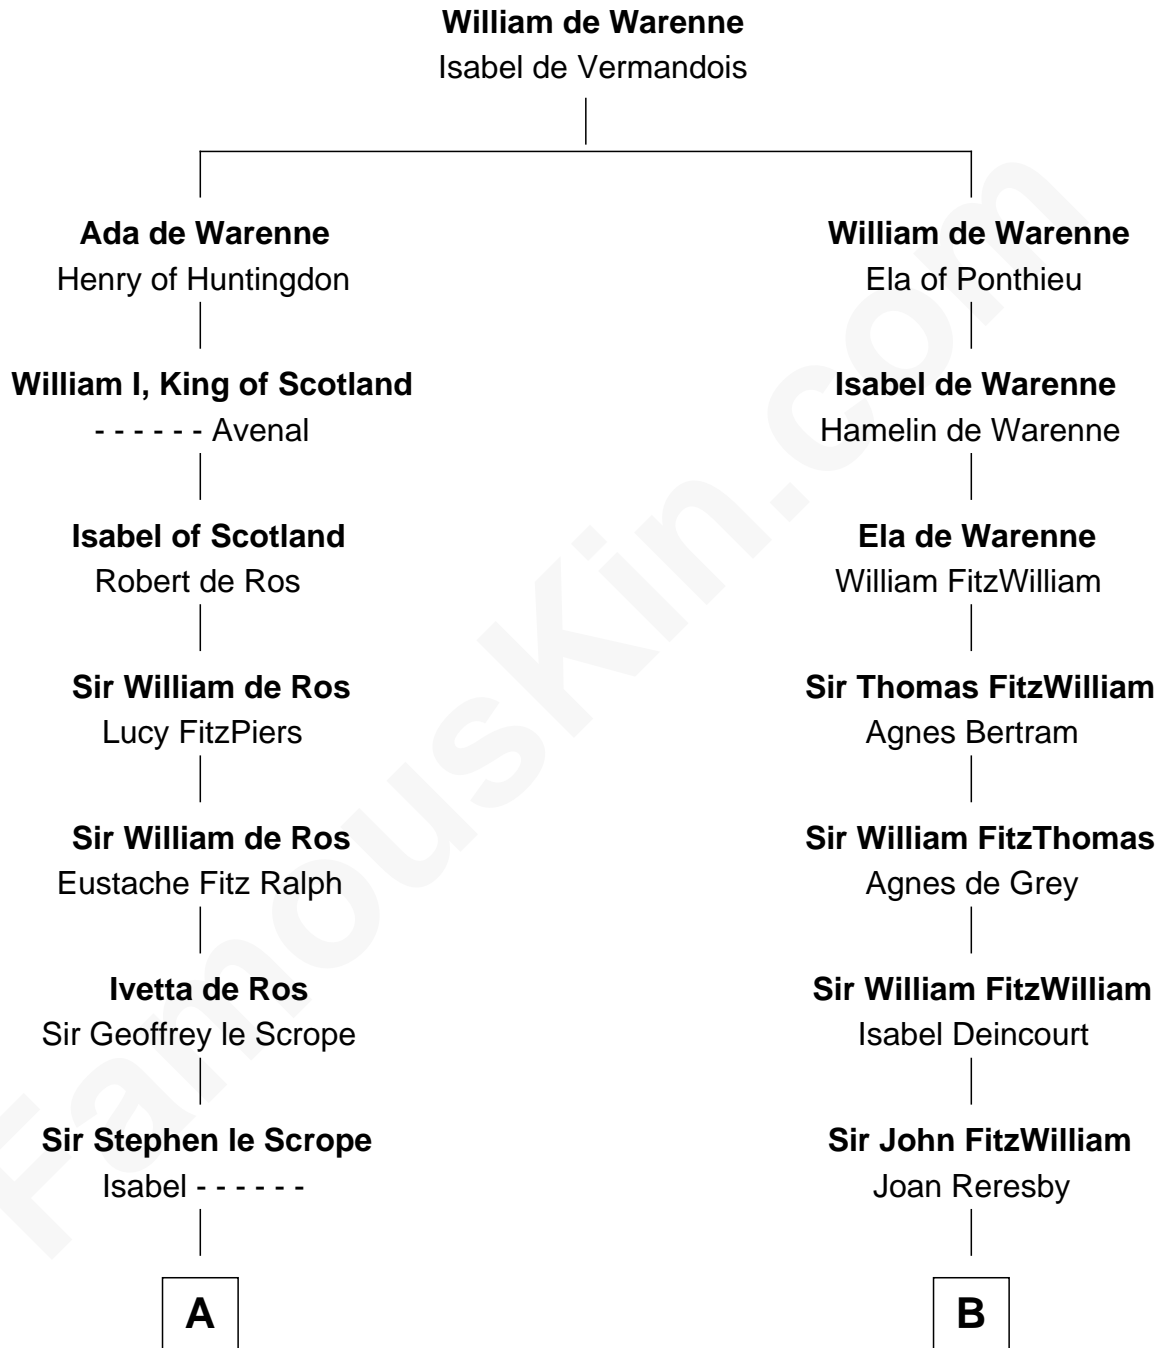 William de Warenne
Isabel de Vermandois
Ada de Warenne
Henry of Huntingdon
William I, King of Scotland
- - - - - - Avenal
Isabel of Scotland
Robert de Ros
Sir William de Ros
Lucy FitzPiers
Sir William de Ros
Eustache Fitz Ralph
Ivetta de Ros
Sir Geoffrey le Scrope
Sir Stephen le Scrope
Isabel - - - - - -
A
William de Warenne
Ela of Ponthieu
Isabel de Warenne
Hamelin de Warenne
Ela de Warenne
William FitzWilliam
Sir Thomas FitzWilliam
Agnes Bertram
Sir William FitzThomas
Agnes de Grey
Sir William FitzWilliam
Isabel Deincourt
Sir John FitzWilliam
Joan Reresby
B
FamousKin.com